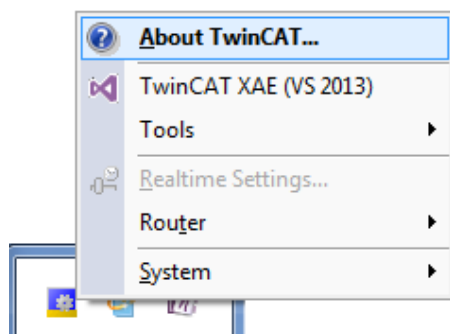 About TwinCAT...
TwinCAT XAE (VS 2013)
Tools
Realtime Settings...
Router
System